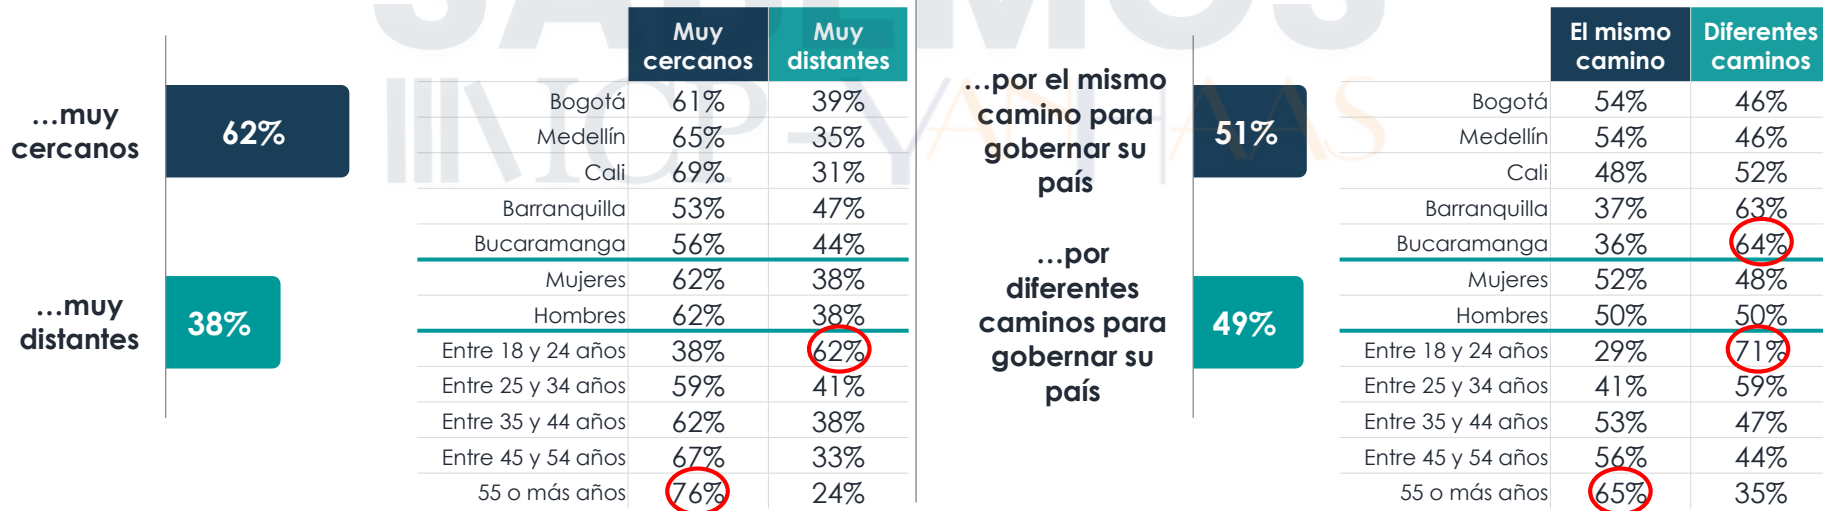 SABEMOS
ICP - YANHAAS
Muy cercanos Muy distantes
…muy cercanos 62%
…muy distantes 38%
Bogotá 61% 39%
Medellín 65% 35%
Cali 69% 31%
Barranquilla 53% 47%
Bucaramanga 56% 44%
Mujeres 62% 38%
Hombres 62% 38%
Entre 18 y 24 años 38% 62%
Entre 25 y 34 años 59% 41%
Entre 35 y 44 años 62% 38%
Entre 45 y 54 años 67% 33%
55 o más años 76% 24%
…por el mismo
camino para
gobernar su
país
51%
…por
diferentes
caminos para
gobernar su
país
49%
El mismo camino Diferentes caminos
Bogotá 54% 46%
Medellín 54% 46%
Cali 48% 52%
Barranquilla 37% 63%
Bucaramanga 36% 64%
Mujeres 52% 48%
Hombres 50% 50%
Entre 18 y 24 años 29% 71%
Entre 25 y 34 años 41% 59%
Entre 35 y 44 años 53% 47%
Entre 45 y 54 años 56% 44%
55 o más años 65% 35%